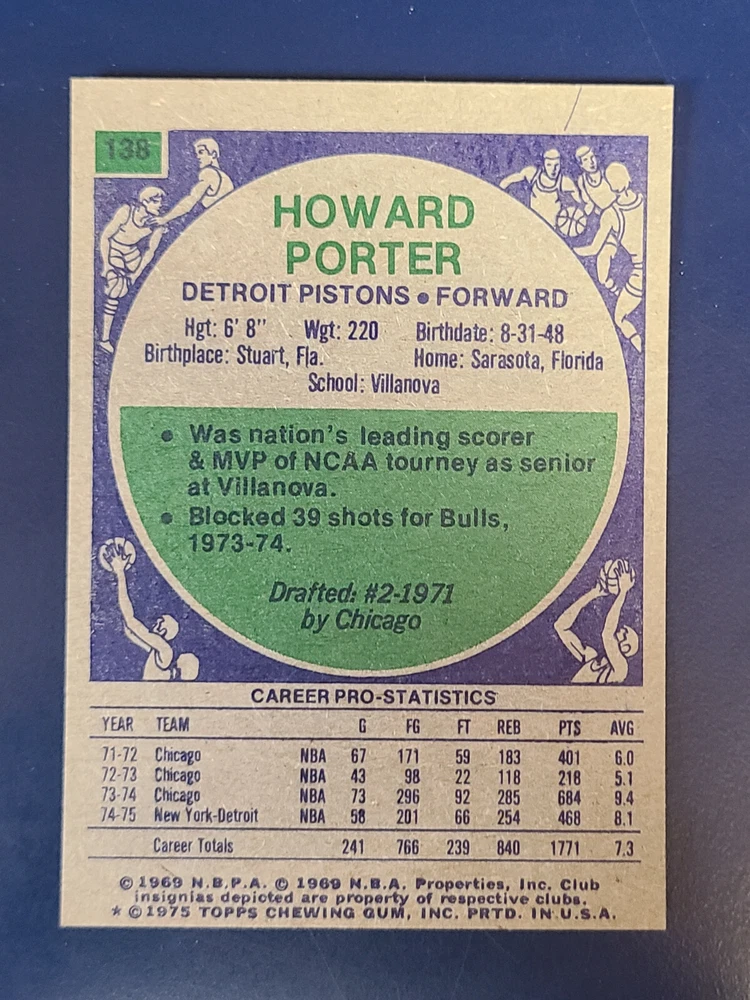 138
HOWARD
PORTER
DETROIT PISTONS • FORWARD
Hgt: 6' 8" Wgt: 220 Birthdate: 8-31-48
Birthplace: Stuart, Fla. Home: Sarasota, Florida
School: Villanova
• Was nation's leading scorer
& MVP of NCAA tourney as senior
at Villanova.
• Blocked 39 shots for Bulls,
1973-74.
Drafted: #2-1971
by Chicago
CAREER PRO-STATISTICS
YEAR TEAM G FG FT REB PTS AVG
71-72 Chicago NBA 67 171 59 183 401 6.0
72-73 Chicago NBA 43 98 22 118 218 5.1
73-74 Chicago NBA 73 296 92 285 684 9.4
74-75 New York-Detroit NBA 58 201 66 254 468 8.1
Career Totals 241 766 239 840 1771 7.3
© 1969 N.B.P.A. © 1969 N.B.A. Properties, Inc. Club
insignias depicted are property of respective clubs.
★ © 1975 TOPPS CHEWING GUM, INC. PRTD. IN U.S.A.